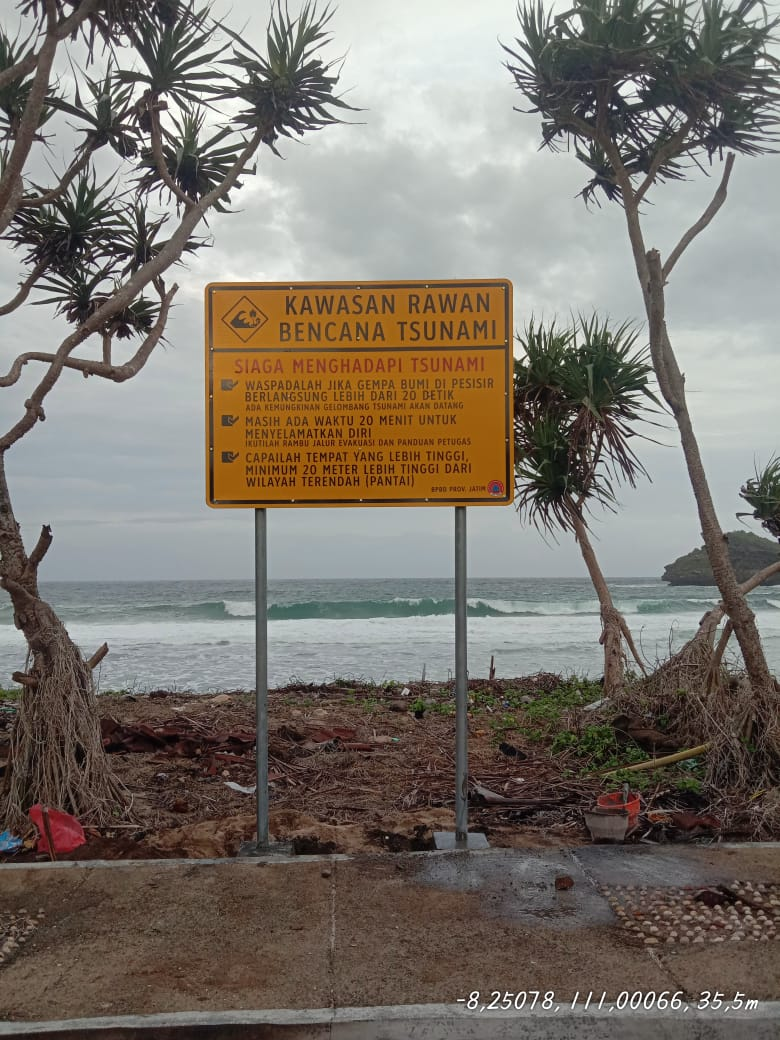 KAWASAN RAWAN
BENCANA TSUNAMI
SIAGA MENGHADAPI TSUNAMI
WASPADALAH JIKA GEMPA BUMI DI PESISIR
BERLANGSUNG LEBIH DARI 20 DETIK
ADA KEMUNGKINAN GELOMBANG TSUNAMI AKAN DATANG
MASIH ADA WAKTU 20 MENIT UNTUK
MENYELAMATKAN DIRI
IKUTILAH RAMBU JALUR EVAKUASI DAN PANDUAN PETUGAS
CAPAILAH TEMPAT YANG LEBIH TINGGI,
MINIMUM 20 METER LEBIH TINGGI DARI
WILAYAH TERENDAH (PANTAI)
BPBD PROV. JATIM
-8,25078, 111,00066, 35,5m